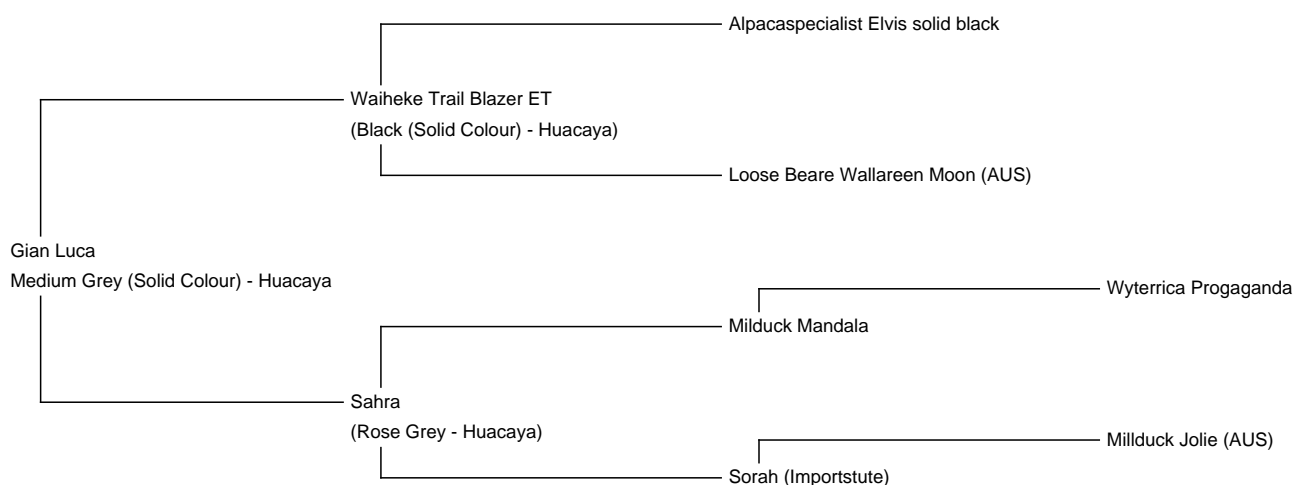 Alpacaspecialist Elvis solid black
Waiheke Trail Blazer ET
(Black (Solid Colour) - Huacaya)
Loose Beare Wallareen Moon (AUS)
Gian Luca
Medium Grey (Solid Colour) - Huacaya
Wyterrica Progaganda
Milduck Mandala
Sahra
(Rose Grey - Huacaya)
Millduck Jolie (AUS)
Sorah (Importstute)